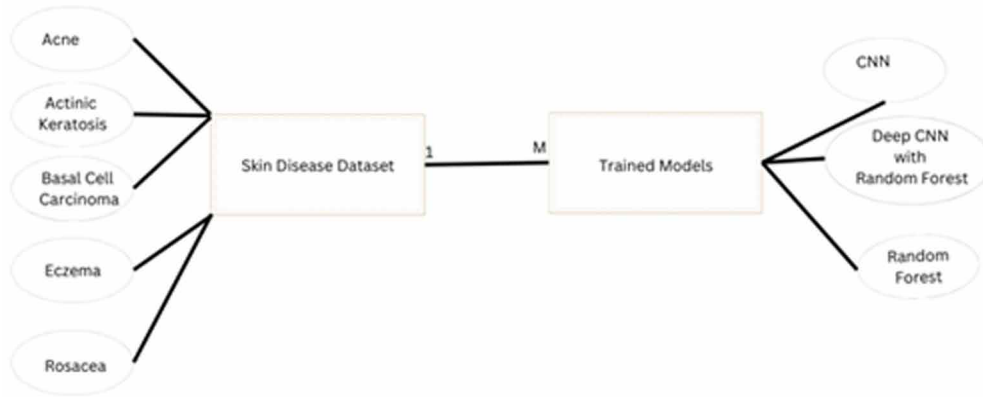 Acne
Actinic
Keratosis
Basal Cell
Carcinoma
Eczema
Rosacea
Skin Disease Dataset
1
M
Trained Models
CNN
Deep CNN
with
Random Forest
Random
Forest